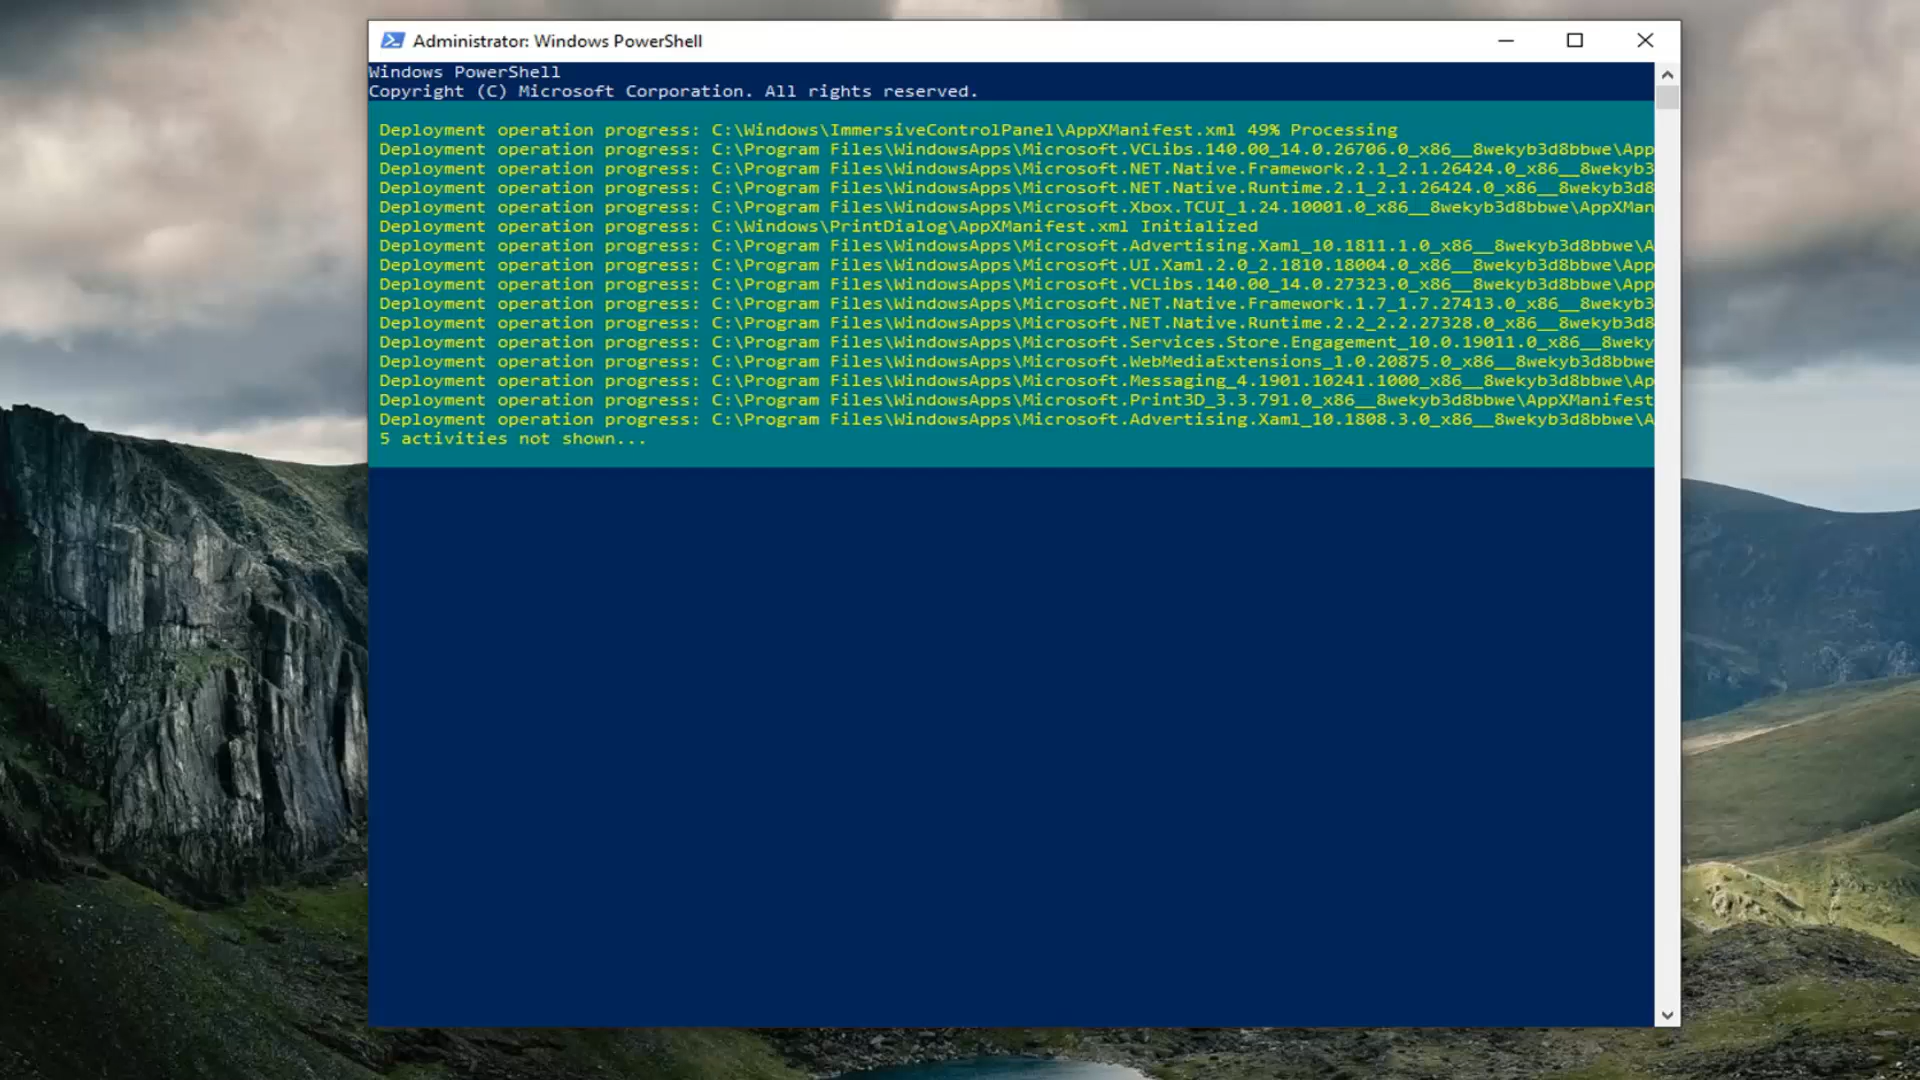 Administrator: Windows PowerShell
Windows PowerShell
Copyright (C) Microsoft Corporation. All rights reserved.
Deployment operation progress: C:\Windows\ImmersiveControlPanel\AppXManifest.xml 49% Processing
Deployment operation progress: C:\Program Files\WindowsApps\Microsoft.VCLibs.140.00_14.0.26706.0_x86__8wekyb3d8bbwe\App
Deployment operation progress: C:\Program Files\WindowsApps\Microsoft.NET.Native.Framework.2.1_2.1.26424.0_x86__8wekyb3
Deployment operation progress: C:\Program Files\WindowsApps\Microsoft.NET.Native.Runtime.2.1_2.1.26424.0_x86__8wekyb3d8
Deployment operation progress: C:\Program Files\WindowsApps\Microsoft.Xbox.TCUI_1.24.10001.0_x86__8wekyb3d8bbwe\AppXMan
Deployment operation progress: C:\Windows\PrintDialog\AppXManifest.xml Initialized
Deployment operation progress: C:\Program Files\WindowsApps\Microsoft.Advertising.Xaml_10.1811.1.0_x86__8wekyb3d8bbwe\A
Deployment operation progress: C:\Program Files\WindowsApps\Microsoft.UI.Xaml.2.0_2.1810.18004.0_x86__8wekyb3d8bbwe\App
Deployment operation progress: C:\Program Files\WindowsApps\Microsoft.VCLibs.140.00_14.0.27323.0_x86__8wekyb3d8bbwe\App
Deployment operation progress: C:\Program Files\WindowsApps\Microsoft.NET.Native.Framework.1.7_1.7.27413.0_x86__8wekyb3
Deployment operation progress: C:\Program Files\WindowsApps\Microsoft.NET.Native.Runtime.2.2_2.2.27328.0_x86__8wekyb3d8
Deployment operation progress: C:\Program Files\WindowsApps\Microsoft.Services.Store.Engagement_10.0.19011.0_x86__8weky
Deployment operation progress: C:\Program Files\WindowsApps\Microsoft.WebMediaExtensions_1.0.20875.0_x86__8wekyb3d8bbwe
Deployment operation progress: C:\Program Files\WindowsApps\Microsoft.Messaging_4.1901.10241.1000_x86__8wekyb3d8bbwe\Ap
Deployment operation progress: C:\Program Files\WindowsApps\Microsoft.Print3D_3.3.791.0_x86__8wekyb3d8bbwe\AppXManifest
Deployment operation progress: C:\Program Files\WindowsApps\Microsoft.Advertising.Xaml_10.1808.3.0_x86__8wekyb3d8bbwe\A
5 activities not shown...